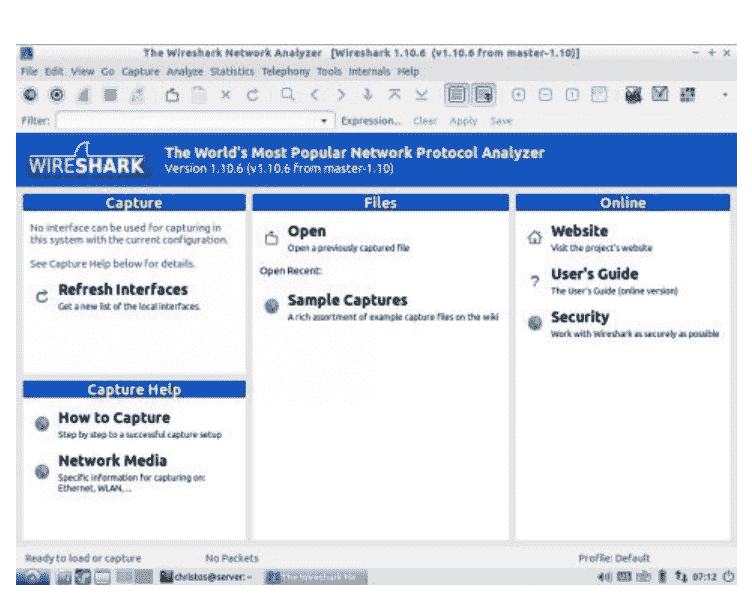 The Wireshark Network Analyzer [Wireshark 1.10.6 (v1.10.6 from master-1.10)]
File Edit View Go Capture Analyze Statistics Telephony Tools Internals Help
Filter: Expression... Clear Apply Save
WIRESHARK
The World's Most Popular Network Protocol Analyzer
Version 1.10.6 (v1.10.6 from master-1.10)
Capture
No interface can be used for capturing in
this system with the current configuration.
See Capture Help below for details.
Refresh Interfaces
Get a new list of the local interfaces.
Capture Help
How to Capture
Step by step to a successful capture setup
Network Media
Specific information for capturing on:
Ethernet, WLAN, ...
Files
Open
Open a previously captured file
Open Recent:
Sample Captures
A rich assortment of example capture files on the wiki
Online
Website
Visit the project's website
User's Guide
The User's Guide (online version)
Security
Work with Wireshark as securely as possible
Ready to load or capture No Packets Profile: Default
christos@server: ~ The Wireshark Ne 07:12